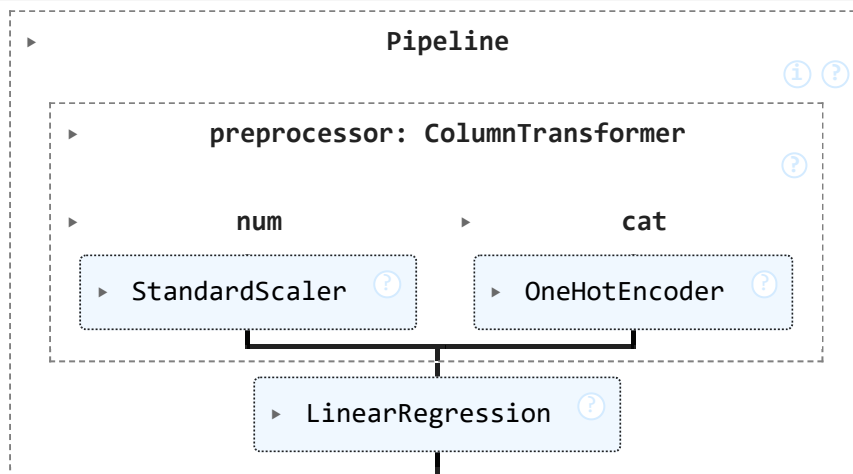 Pipeline
i ?
preprocessor: ColumnTransformer
?
num cat
StandardScaler ? OneHotEncoder ?
LinearRegression ?